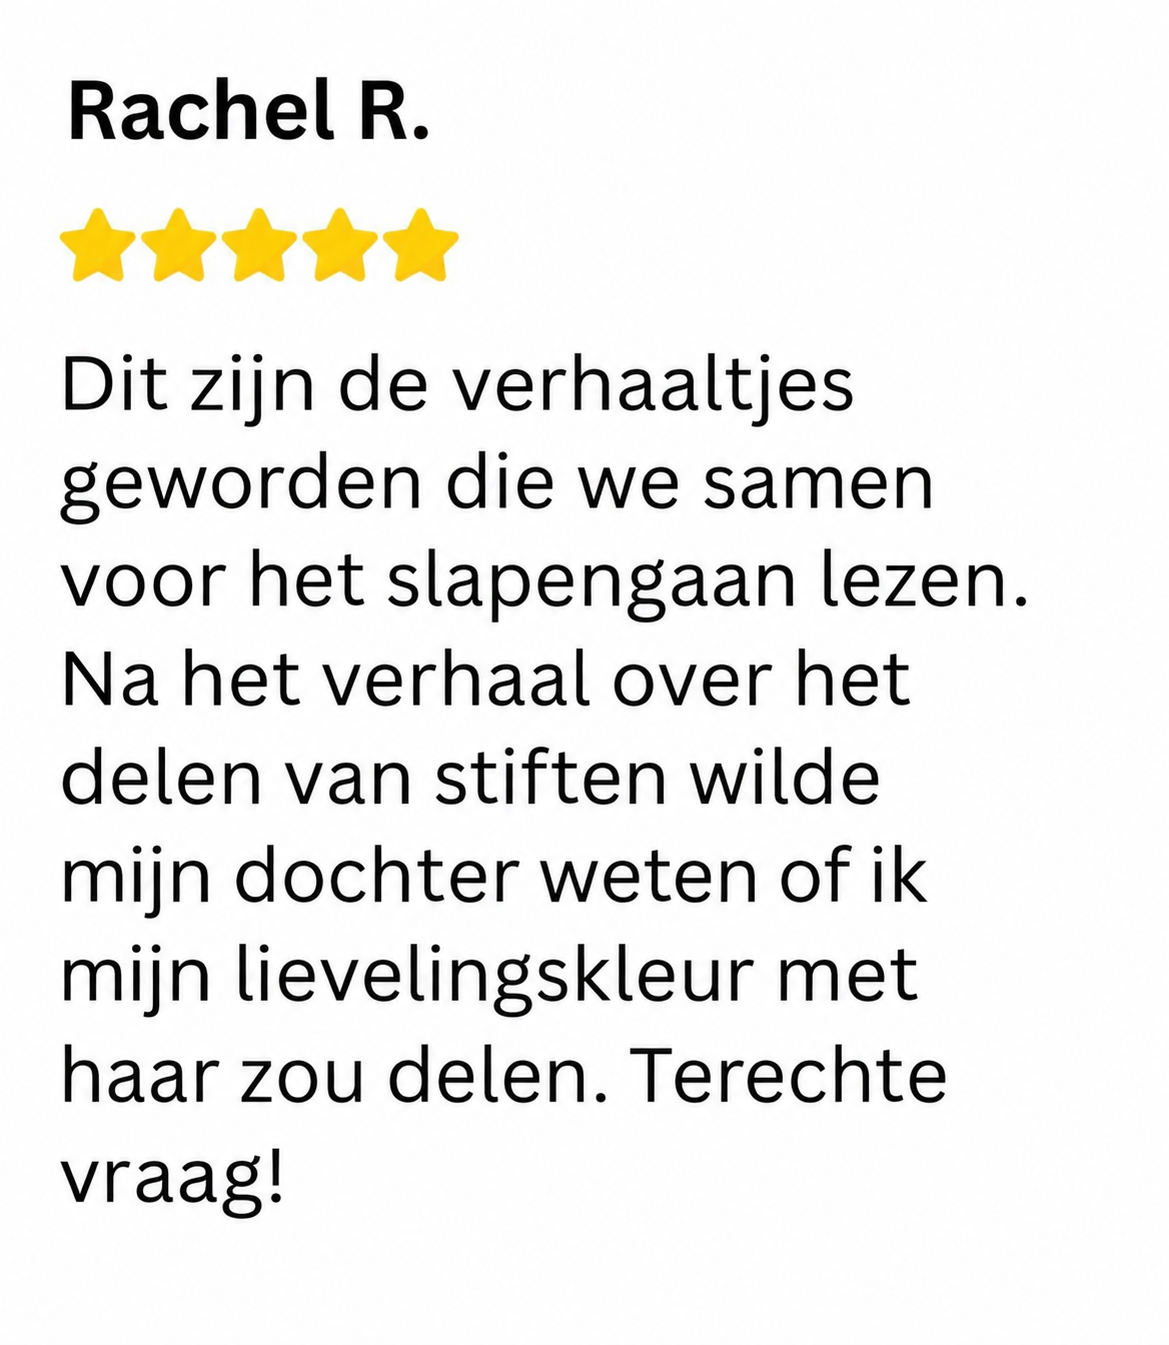 Rachel R.
Dit zijn de verhaaltjes
geworden die we samen
voor het slapengaan lezen.
Na het verhaal over het
delen van stiften wilde
mijn dochter weten of ik
mijn lievelingskleur met
haar zou delen. Terechte
vraag!